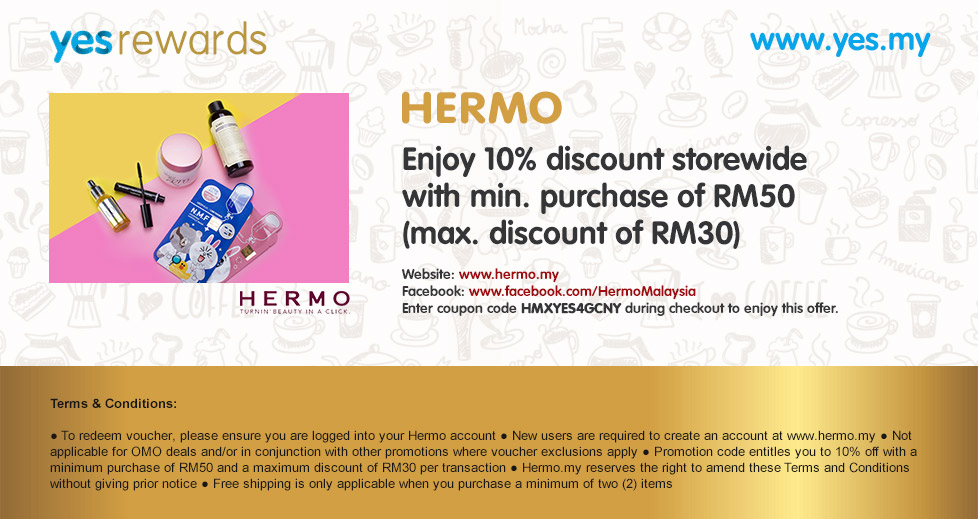 yesrewards
www.yes.my
Mocha
Espresso
HERMO
Enjoy 10% discount storewide
with min. purchase of RM50
(max. discount of RM30)
N.M.F
Website: www.hermo.my
Facebook: www.facebook.com/HermoMalaysia
Enter coupon code HMXYES4GCNY during checkout to enjoy this offer.
HERMO
TURNIN' BEAUTY IN A CLICK.
Terms & Conditions:
● To redeem voucher, please ensure you are logged into your Hermo account ● New users are required to create an account at www.hermo.my ● Not
applicable for OMO deals and/or in conjunction with other promotions where voucher exclusions apply ● Promotion code entitles you to 10% off with a
minimum purchase of RM50 and a maximum discount of RM30 per transaction ● Hermo.my reserves the right to amend these Terms and Conditions
without giving prior notice ● Free shipping is only applicable when you purchase a minimum of two (2) items